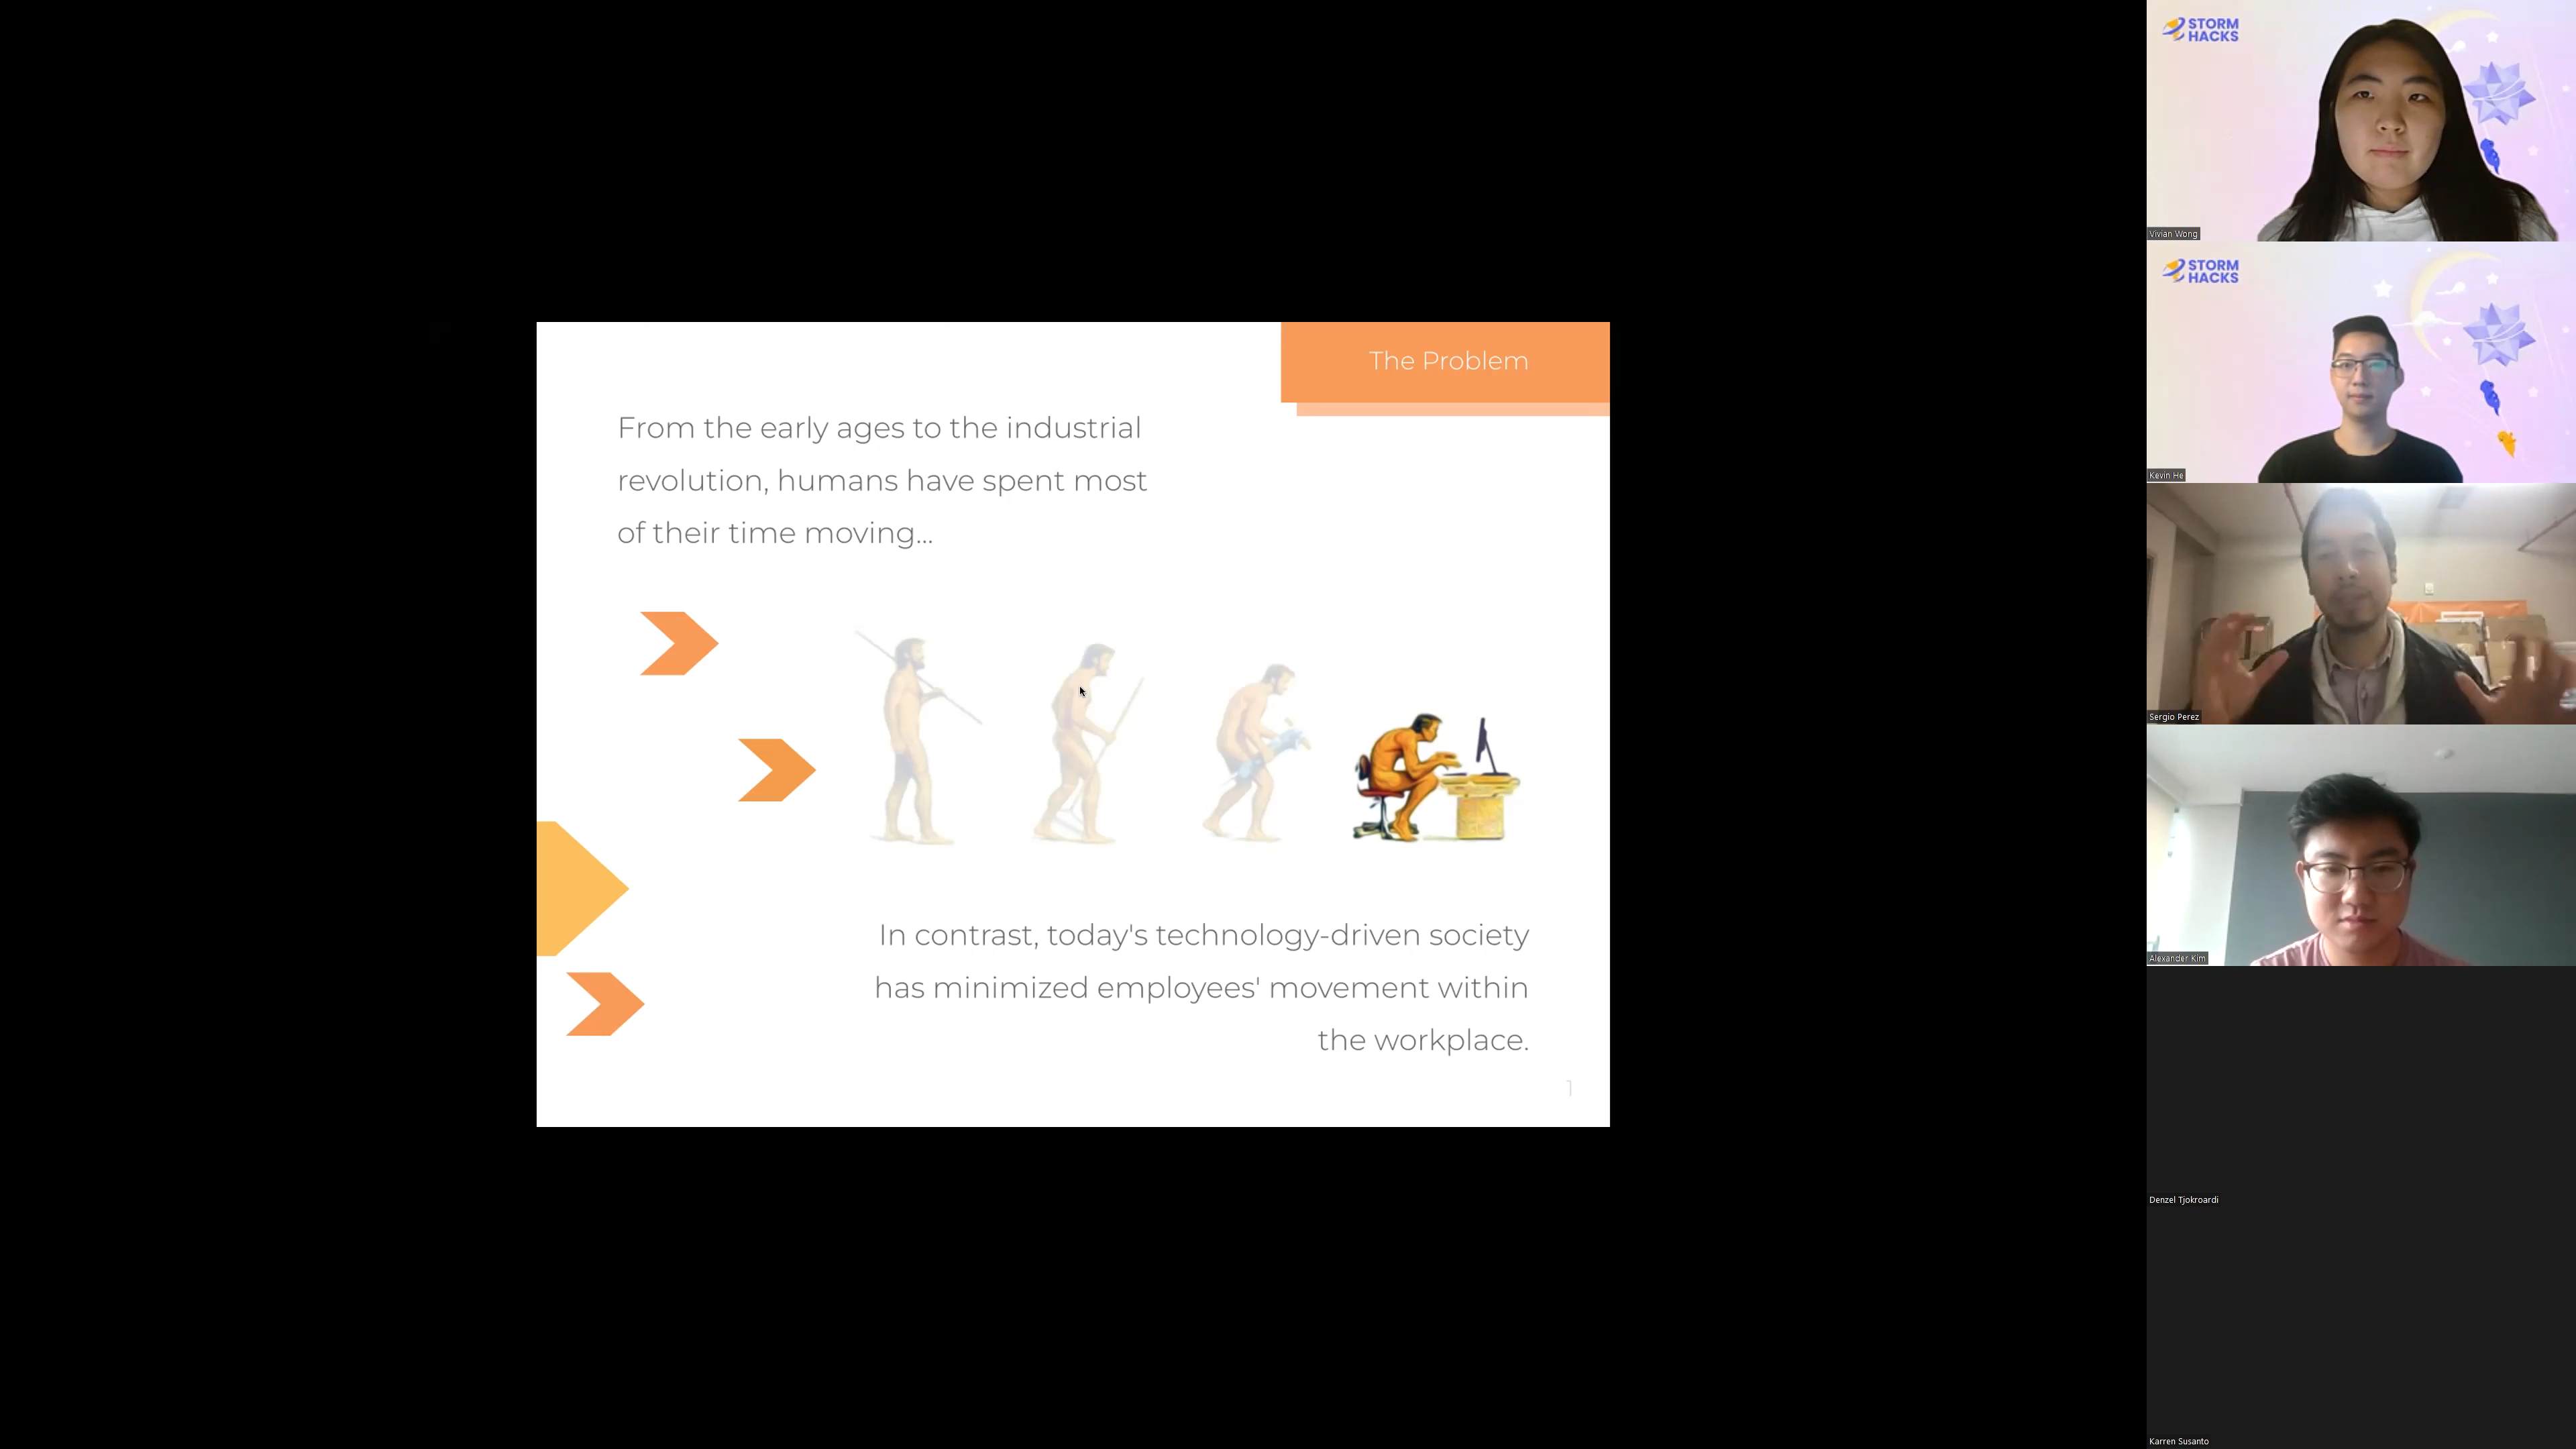 The Problem
From the early ages to the industrial
revolution, humans have spent most
of their time moving...
In contrast, today's technology-driven society
has minimized employees' movement within
the workplace.
1
STORM
HACKS
Vivian Wong
STORM
HACKS
Kevin He
Sergio Perez
Alexander Kim
Denzel Tjokroardi
Karren Susanto